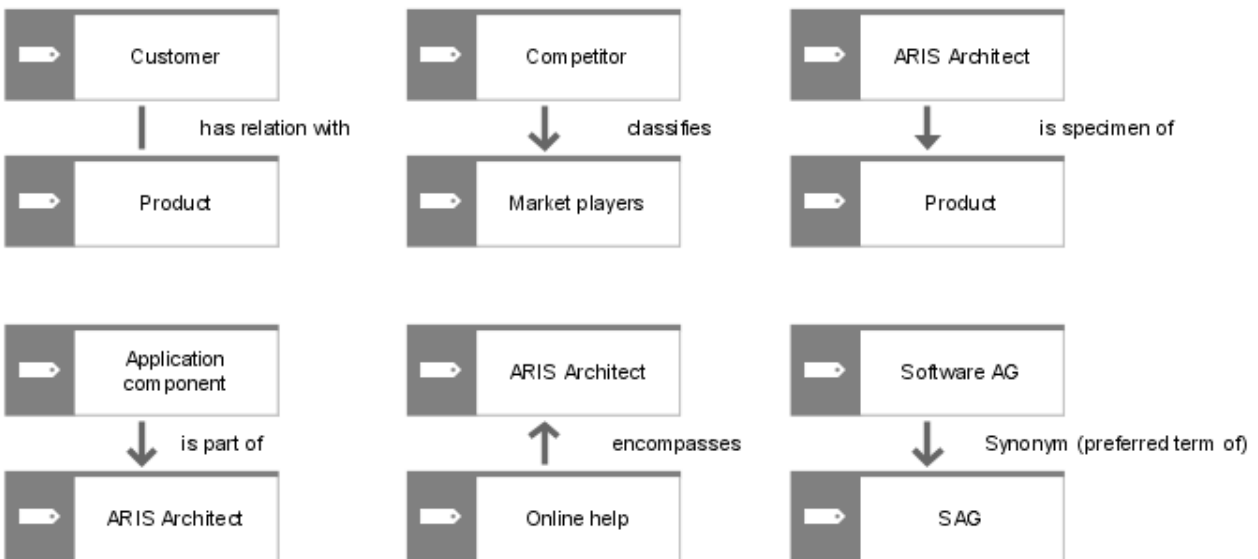 Customer
Competitor
ARIS Architect
has relation with
classifies
is specimen of
Product
Market players
Product
Application
component
ARIS Architect
Software AG
is part of
encompasses
Synonym (preferred term of)
ARIS Architect
Online help
SAG